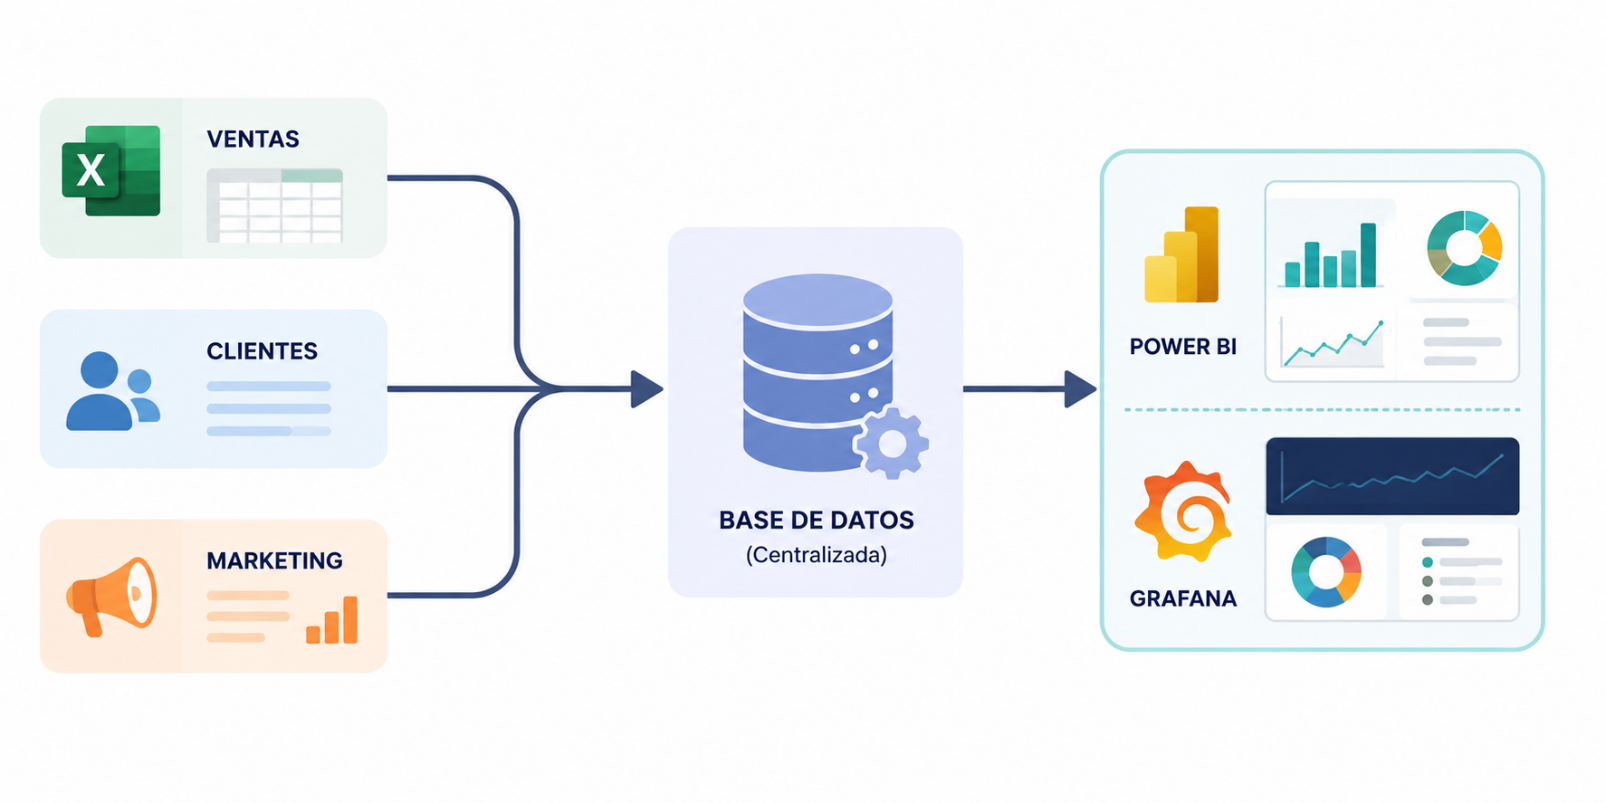 X
VENTAS
CLIENTES
MARKETING
BASE DE DATOS
(Centralizada)
POWER BI
GRAFANA